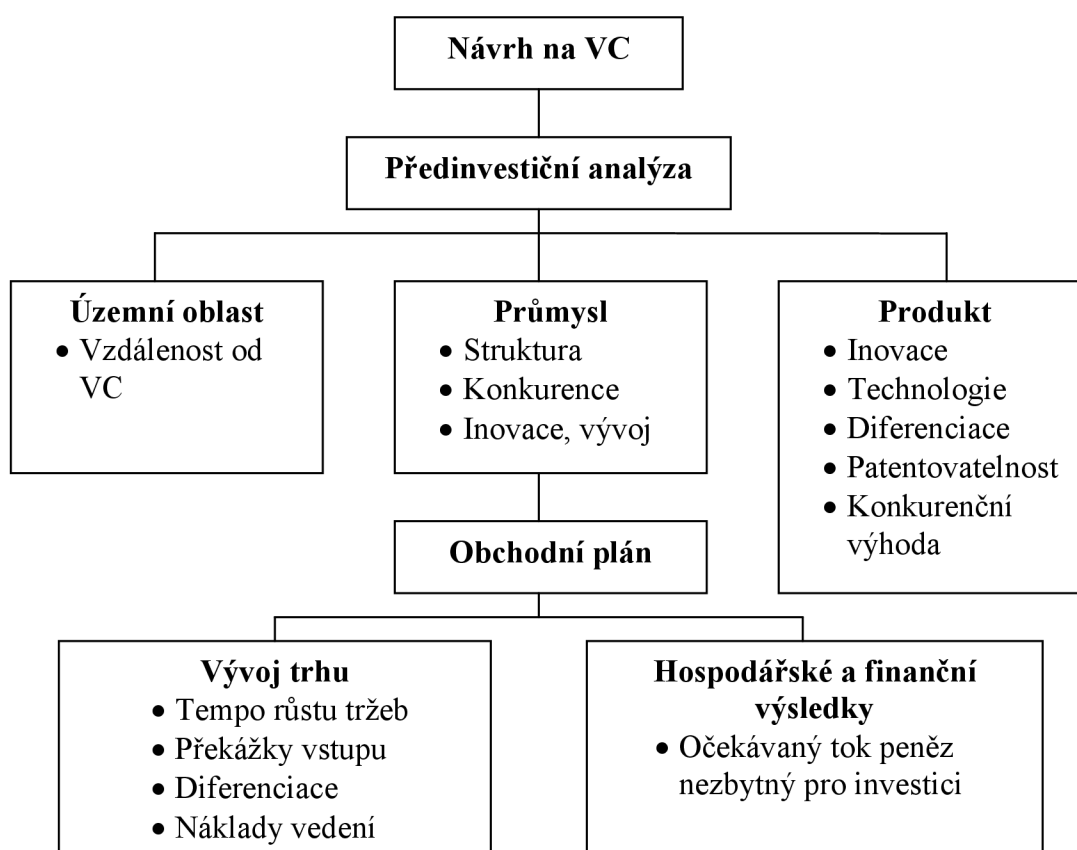 Návrh na VC
Předinvestiční analýza
Územní oblast
• Vzdálenost od
VC
Průmysl
• Struktura
• Konkurence
• Inovace, vývoj
Produkt
• Inovace
• Technologie
• Diferenciace
• Patentovatelnost
• Konkurenční
výhoda
Obchodní plán
Vývoj trhu
• Tempo růstu tržeb
• Překážky vstupu
• Diferenciace
• Náklady vedení
Hospodářské a finanční
výsledky
• Očekávaný tok peněz
nezbytný pro investici